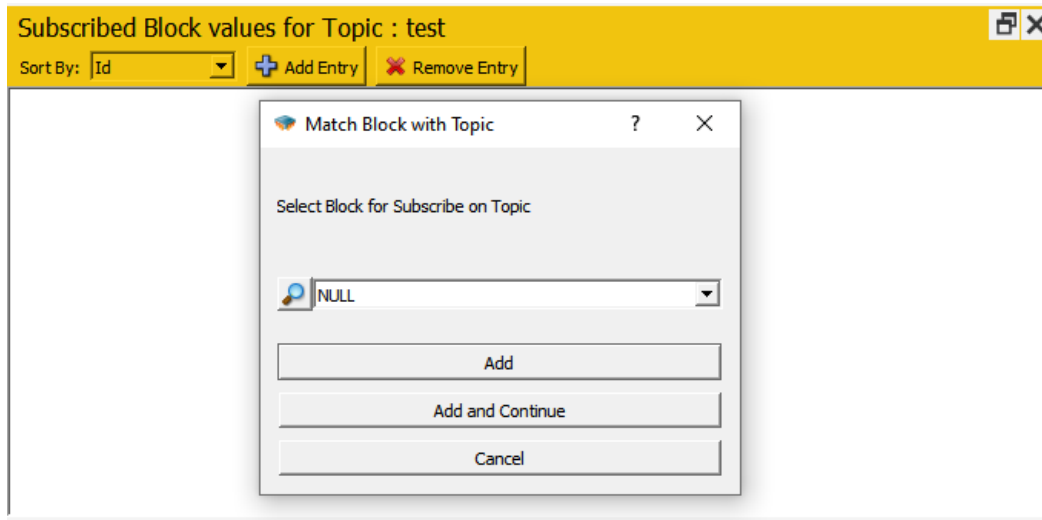 Subscribed Block values for Topic : test
Sort By: Id Add Entry Remove Entry
Match Block with Topic ?
Select Block for Subscribe on Topic
NULL
Add
Add and Continue
Cancel